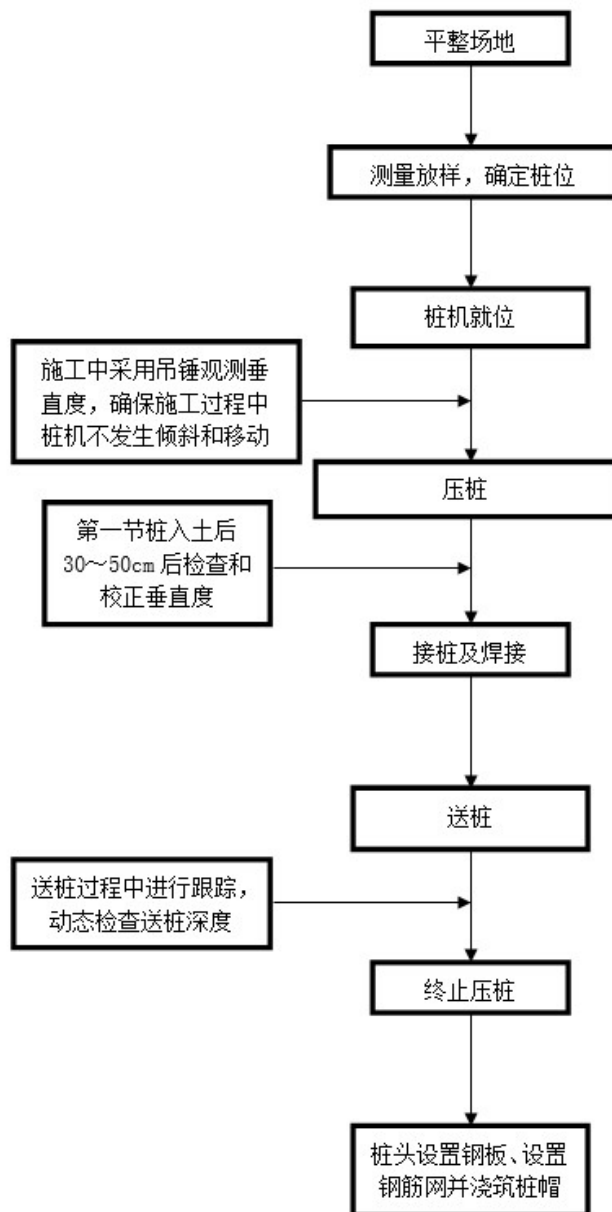 平整场地
测量放样，确定桩位
桩机就位
施工中采用吊锤观测垂
直度，确保施工过程中
桩机不发生倾斜和移动
压桩
第一节桩入土后
30～50cm 后检查和
校正垂直度
接桩及焊接
送桩
送桩过程中进行跟踪，
动态检查送桩深度
终止压桩
桩头设置钢板、设置
钢筋网并浇筑桩帽